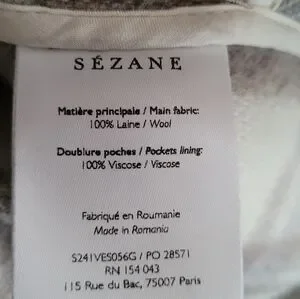 SÉZANE
Matière principale / Main fabric:
100% Laine / Wool
Doublure poches / Pockets lining:
100% Viscose / Viscose
Fabriqué en Roumanie
Made in Romania
S241VES056G / PO 28571
RN 154 043
115 Rue du Bac, 75007 Paris